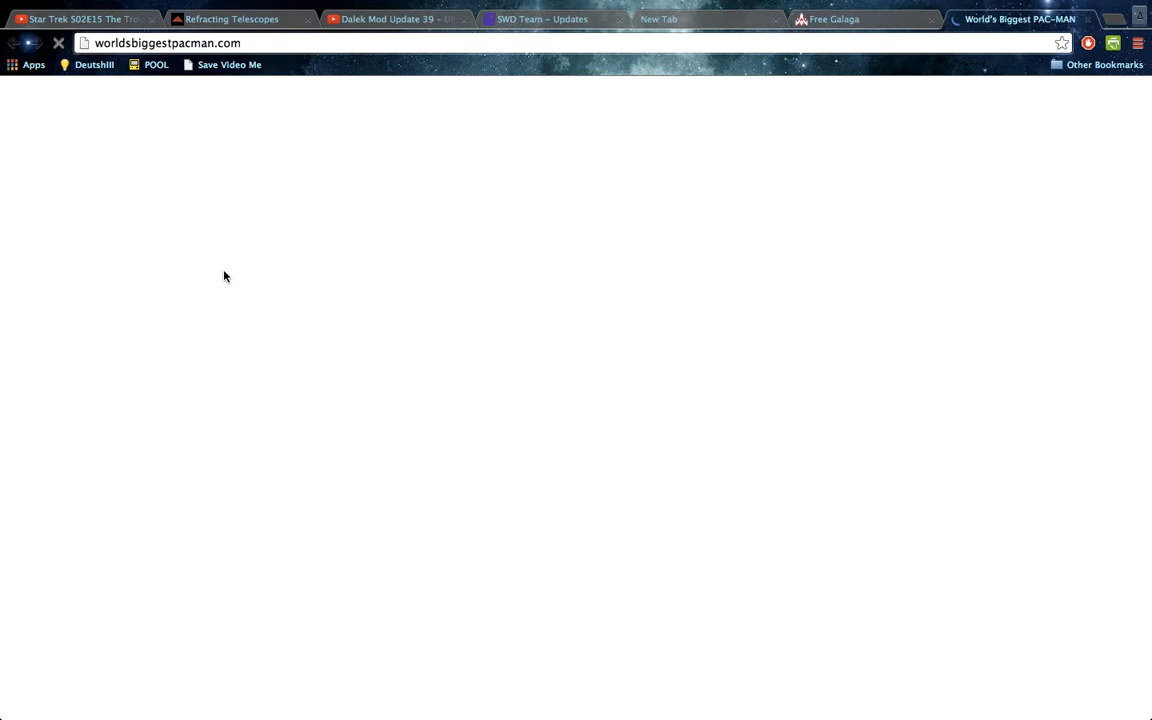 Star Trek S02E15 The Tro
Refracting Telescopes
Dalek Mod Update 39 – U
SWD Team – Updates
New Tab
Free Galaga
World's Biggest PAC-MAN
worldsbiggestpacman.com
Apps
DeutshIII
POOL
Save Video Me
Other Bookmarks